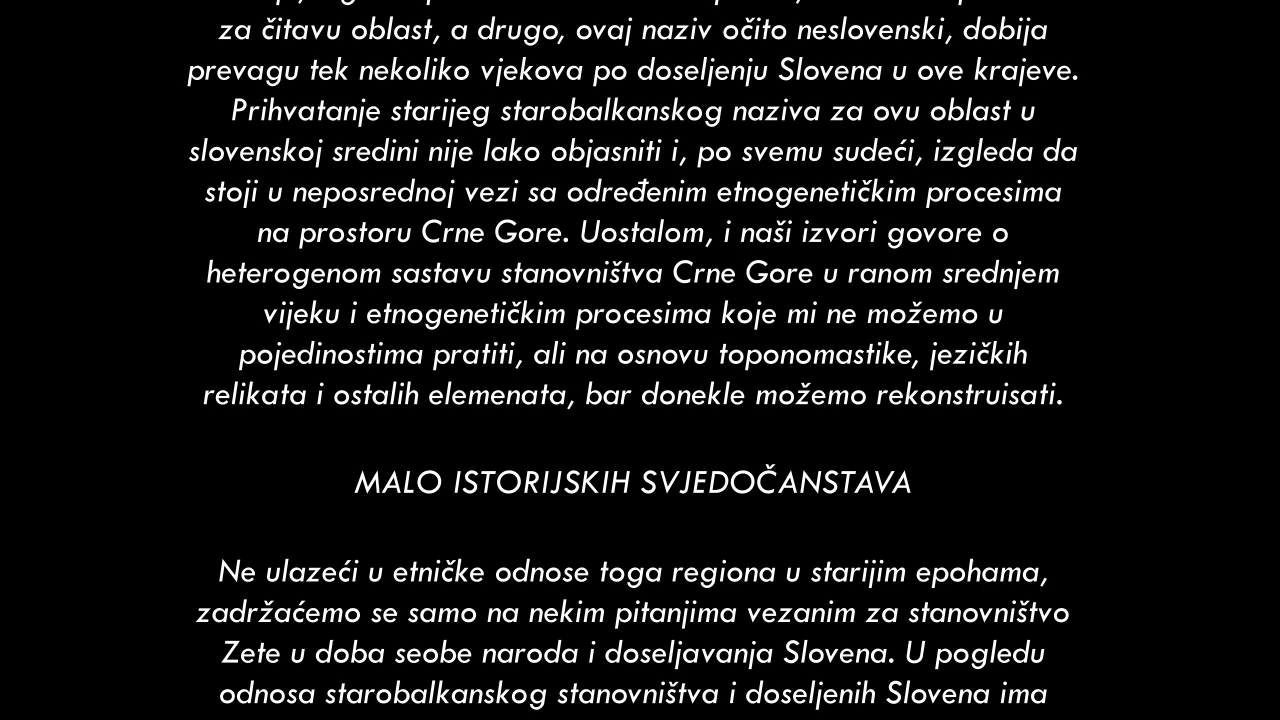 za čitavu oblast, a drugo, ovaj naziv očito neslovenski, dobija
prevagu tek nekoliko vjekova po doseljenju Slovena u ove krajeve.
Prihvatanje starijeg starobalkanskog naziva za ovu oblast u
slovenskoj sredini nije lako objasniti i, po svemu sudeći, izgleda da
stoji u neposrednoj vezi sa određenim etnogenetičkim procesima
na prostoru Crne Gore. Uostalom, i naši izvori govore o
heterogenom sastavu stanovništva Crne Gore u ranom srednjem
vijeku i etnogenetičkim procesima koje mi ne možemo u
pojedinostima pratiti, ali na osnovu toponomastike, jezičkih
relikata i ostalih elemenata, bar donekle možemo rekonstruisati.
MALO ISTORIJSKIH SVJEDOČANSTAVA
Ne ulazeći u etničke odnose toga regiona u starijim epohama,
zadržaćemo se samo na nekim pitanjima vezanim za stanovništvo
Zete u doba seobe naroda i doseljavanja Slovena. U pogledu
odnosa starobalkanskog stanovništva i doseljenih Slovena ima